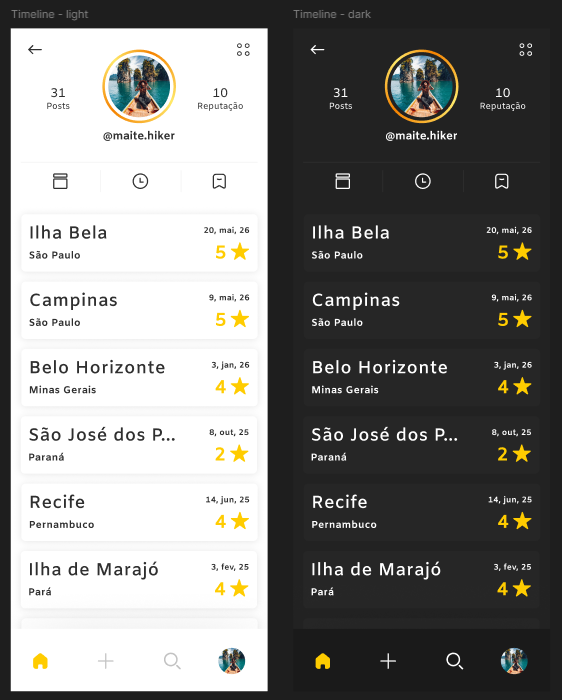 Timeline - light
31
Posts
10
Reputação
@maite.hiker
Ilha Bela
20, mai, 26
São Paulo
5
Campinas
9, mai, 26
São Paulo
5
Belo Horizonte
3, jan, 26
Minas Gerais
4
São José dos P...
8, out, 25
Paraná
2
Recife
14, jun, 25
Pernambuco
4
Ilha de Marajó
3, fev, 25
Pará
4
Timeline - dark
31
Posts
10
Reputação
@maite.hiker
Ilha Bela
20, mai, 26
São Paulo
5
Campinas
9, mai, 26
São Paulo
5
Belo Horizonte
3, jan, 26
Minas Gerais
4
São José dos P...
8, out, 25
Paraná
2
Recife
14, jun, 25
Pernambuco
4
Ilha de Marajó
3, fev, 25
Pará
4